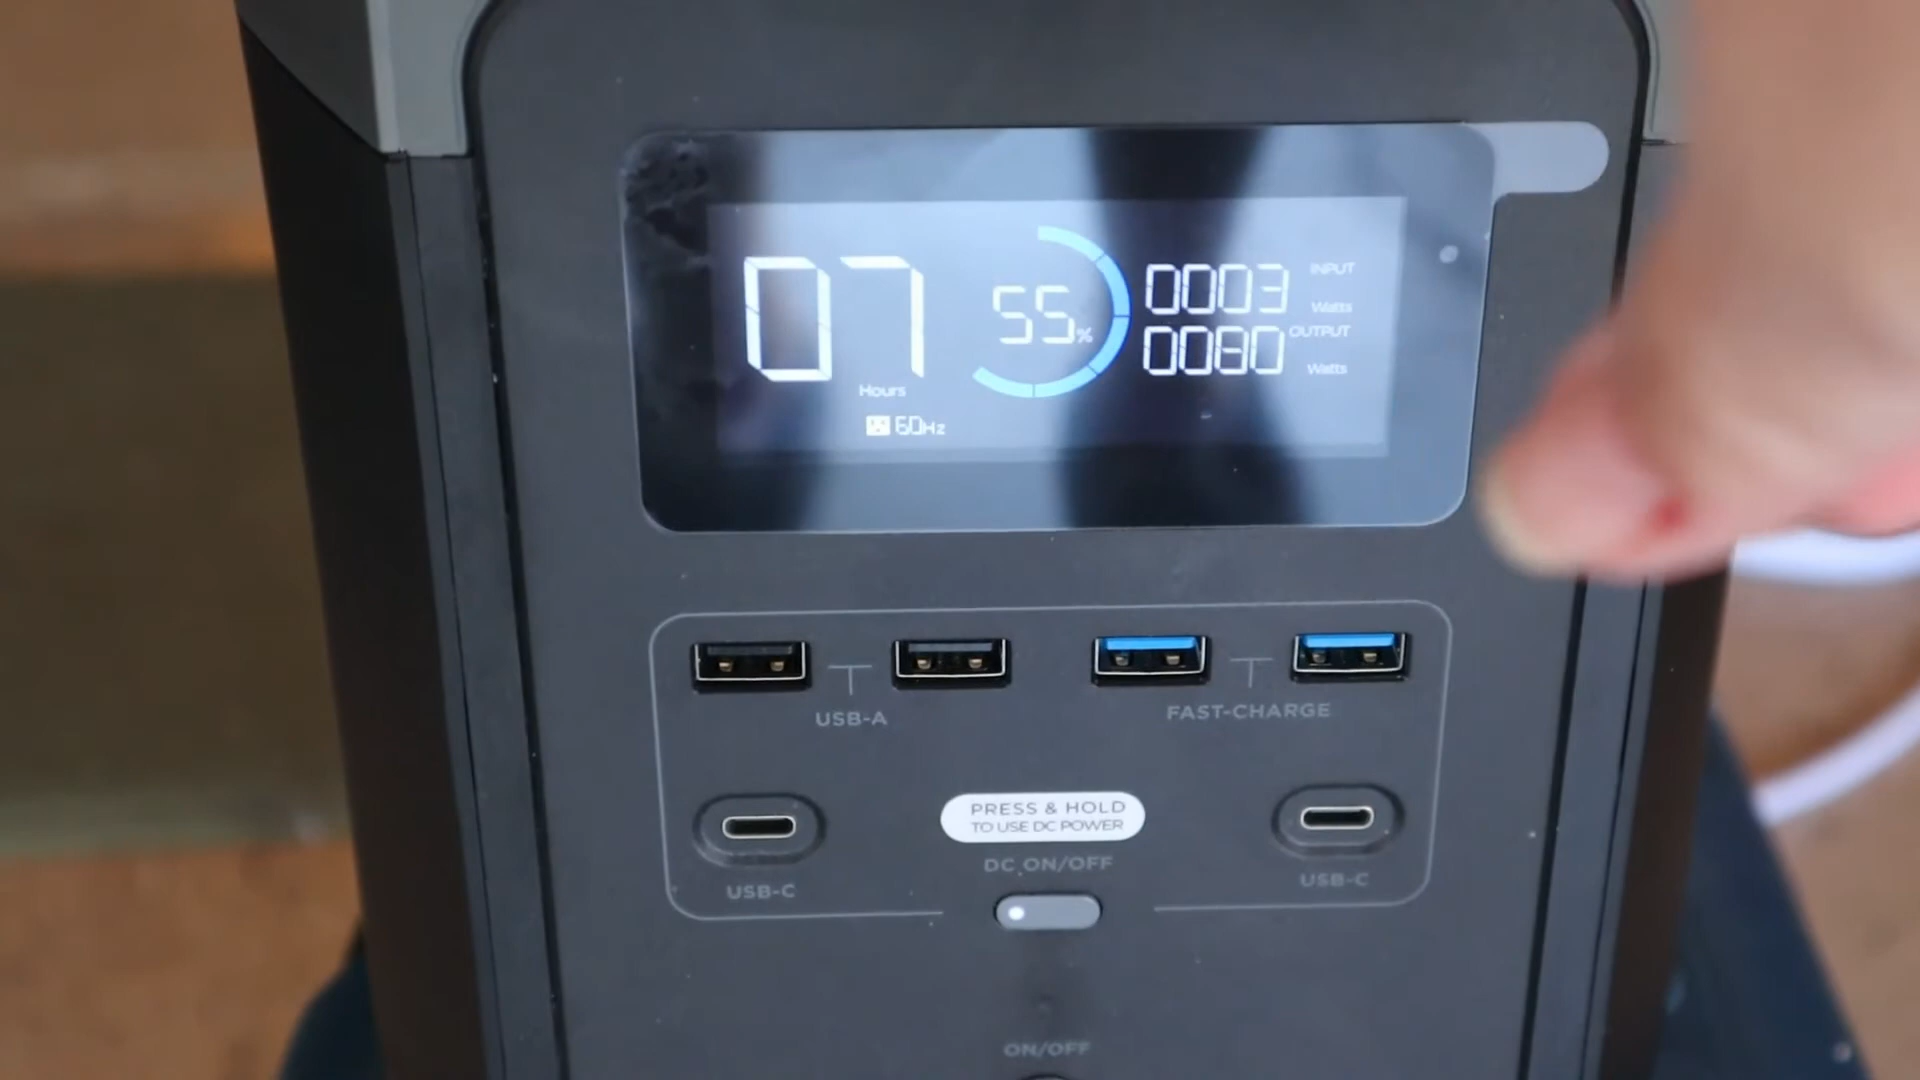 07
Hours
60Hz
55%
0003 INPUT
Watts
0080 OUTPUT
Watts
USB-A
FAST-CHARGE
USB-C
PRESS & HOLD
TO USE DC POWER
DC ON/OFF
USB-C
ON/OFF